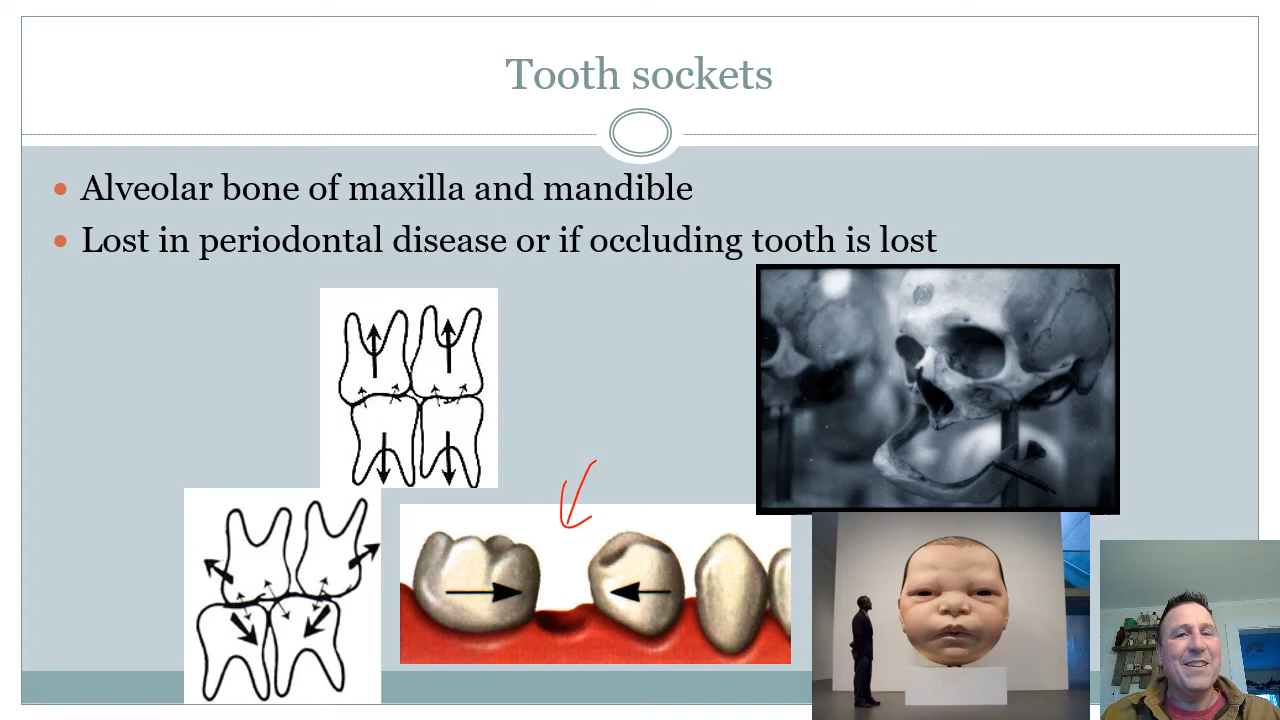 Tooth sockets
Alveolar bone of maxilla and mandible
Lost in periodontal disease or if occluding tooth is lost